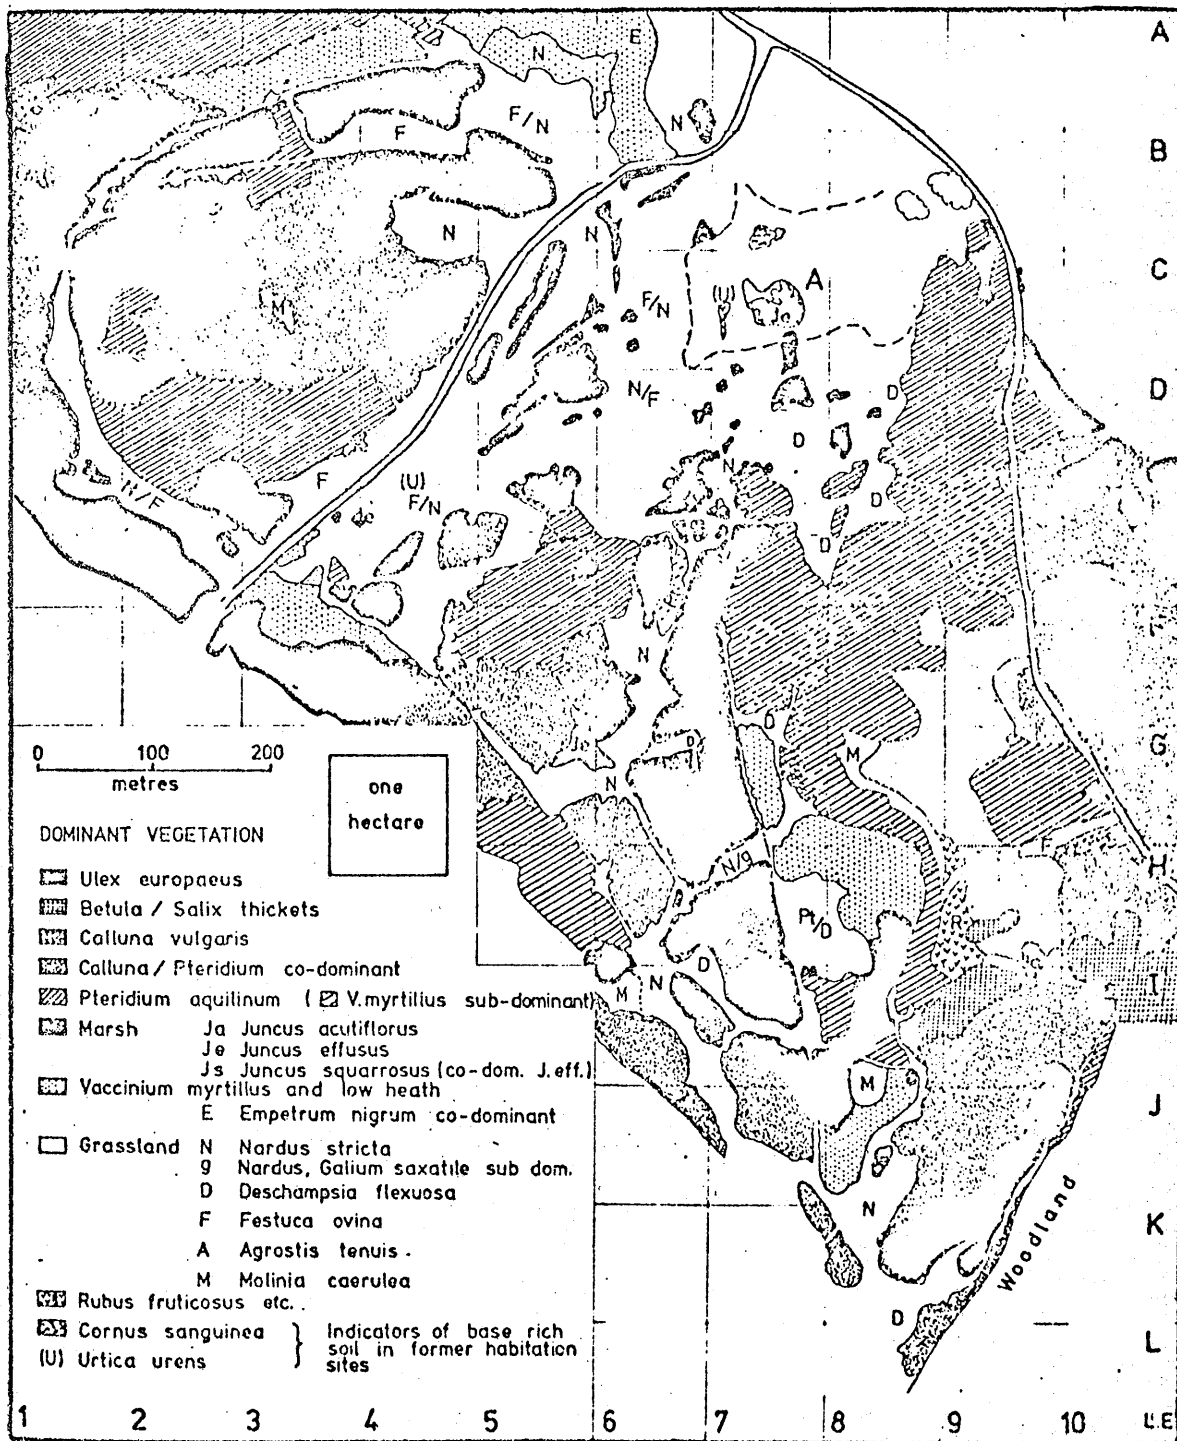 A
B
C
D
G
H
I
J
K
L
N
E
F/N
F
N
N
N
M
F/N
A
(U)
N/F
D
D
N
D
D
F
(U)
F/N
N/F
N
D
D
M
N
N/g
F
R
Pt/D
D
N
M
M
N
D
Woodland
0 100 200
metres
one
hectare
DOMINANT VEGETATION
Ulex europaeus
Betula / Salix thickets
Calluna vulgaris
Calluna / Pteridium co-dominant
Pteridium aquilinum ( V.myrtilius sub-dominant)
Marsh Ja Juncus acutiflorus
Je Juncus effusus
Js Juncus squarrosus (co-dom. J.eff.)
Vaccinium myrtillus and low heath
E Empetrum nigrum co-dominant
Grassland N Nardus stricta
g Nardus, Galium saxatile sub dom.
D Deschampsia flexuosa
F Festuca ovina
A Agrostis tenuis.
M Molinia caerulea
Rubus fruticosus etc.
Cornus sanguinea } Indicators of base rich
soil in former habitation
(U) Urtica urens sites
1 2 3 4 5 6 7 8 9 10 L.E